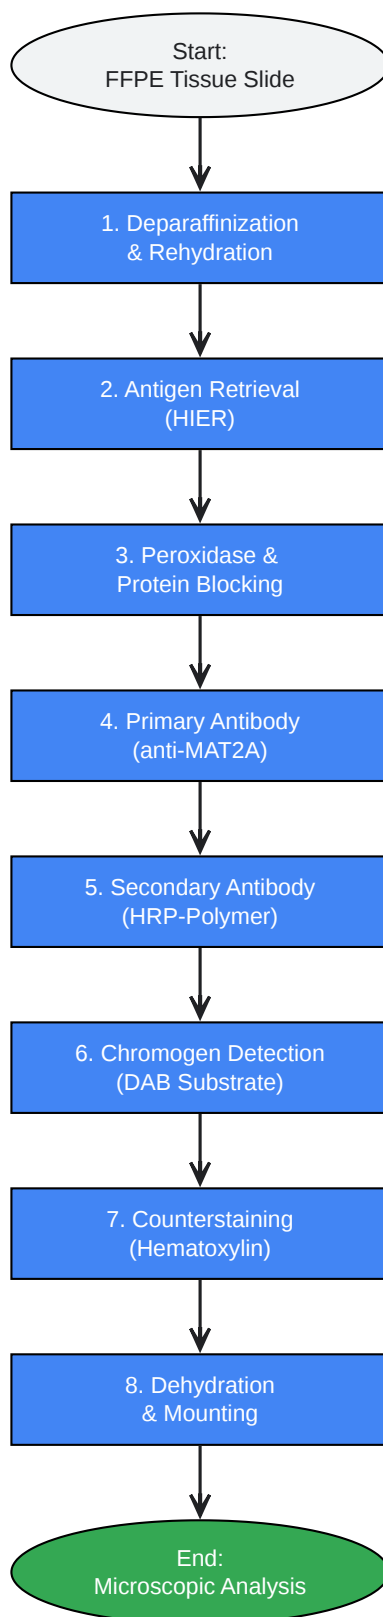 Start:
FFPE Tissue Slide
1. Deparaffinization
& Rehydration
2. Antigen Retrieval
(HIER)
3. Peroxidase &
Protein Blocking
4. Primary Antibody
(anti-MAT2A)
5. Secondary Antibody
(HRP-Polymer)
6. Chromogen Detection
(DAB Substrate)
7. Counterstaining
(Hematoxylin)
8. Dehydration
& Mounting
End:
Microscopic Analysis